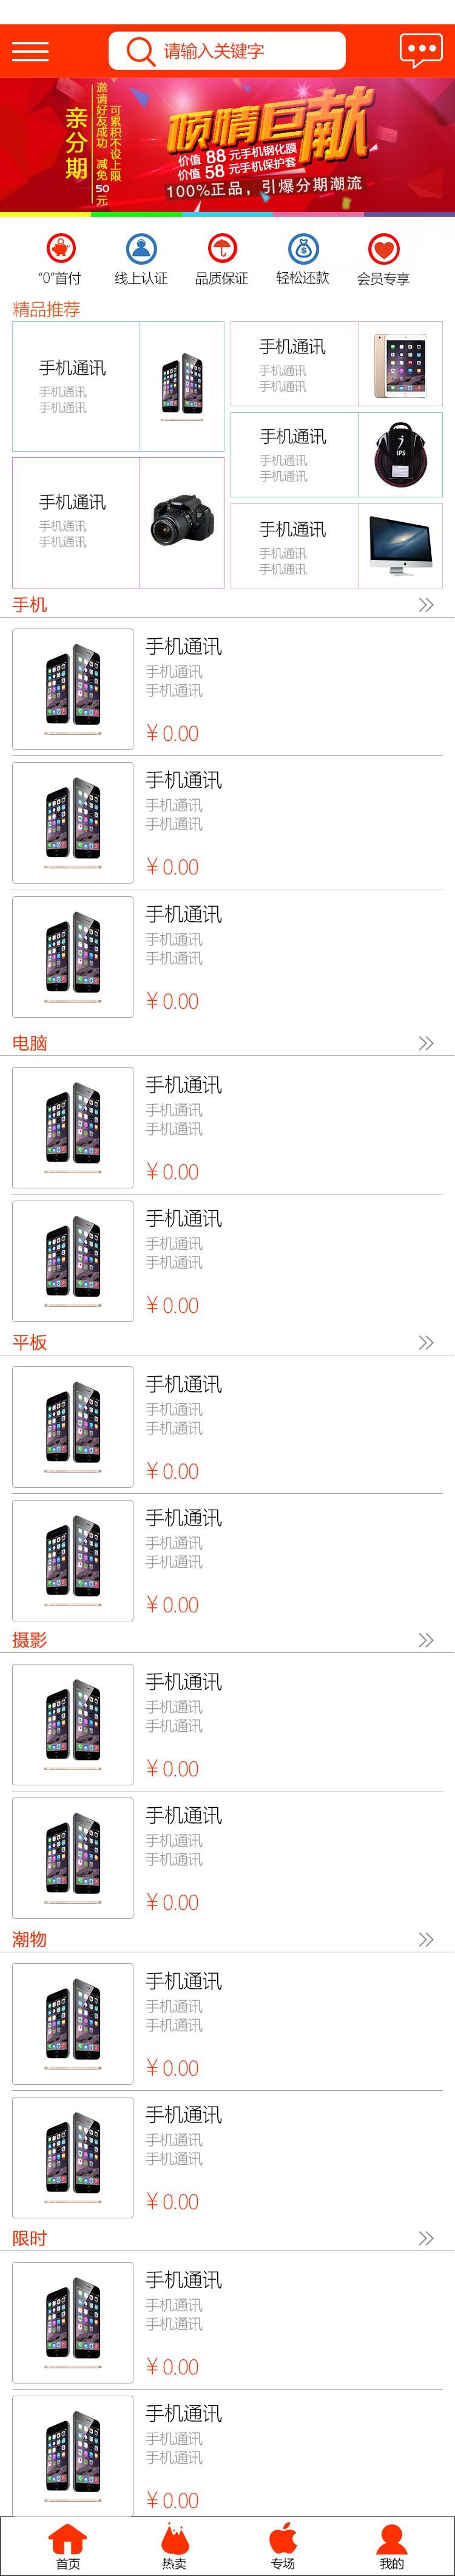 请输入关键字
亲分期
邀请好友成功 减免50元
可累积不设上限
倾情巨献
价值 88 元手机钢化膜
价值 58 元手机保护套
100%正品，引爆分期潮流
“0”首付
线上认证
品质保证
轻松还款
会员专享
精品推荐
手机通讯
手机通讯
手机通讯
手机通讯
手机通讯
手机通讯
手机通讯
手机通讯
手机通讯
手机通讯
手机通讯
手机通讯
IPS
手机通讯
手机通讯
手机通讯
手机
手机通讯
手机通讯
手机通讯
￥0.00
手机通讯
手机通讯
手机通讯
￥0.00
手机通讯
手机通讯
手机通讯
￥0.00
电脑
手机通讯
手机通讯
手机通讯
￥0.00
手机通讯
手机通讯
手机通讯
￥0.00
平板
手机通讯
手机通讯
手机通讯
￥0.00
手机通讯
手机通讯
手机通讯
￥0.00
摄影
手机通讯
手机通讯
手机通讯
￥0.00
手机通讯
手机通讯
手机通讯
￥0.00
潮物
手机通讯
手机通讯
手机通讯
￥0.00
手机通讯
手机通讯
手机通讯
￥0.00
限时
手机通讯
手机通讯
手机通讯
￥0.00
手机通讯
手机通讯
手机通讯
￥0.00
首页
热卖
专场
我的